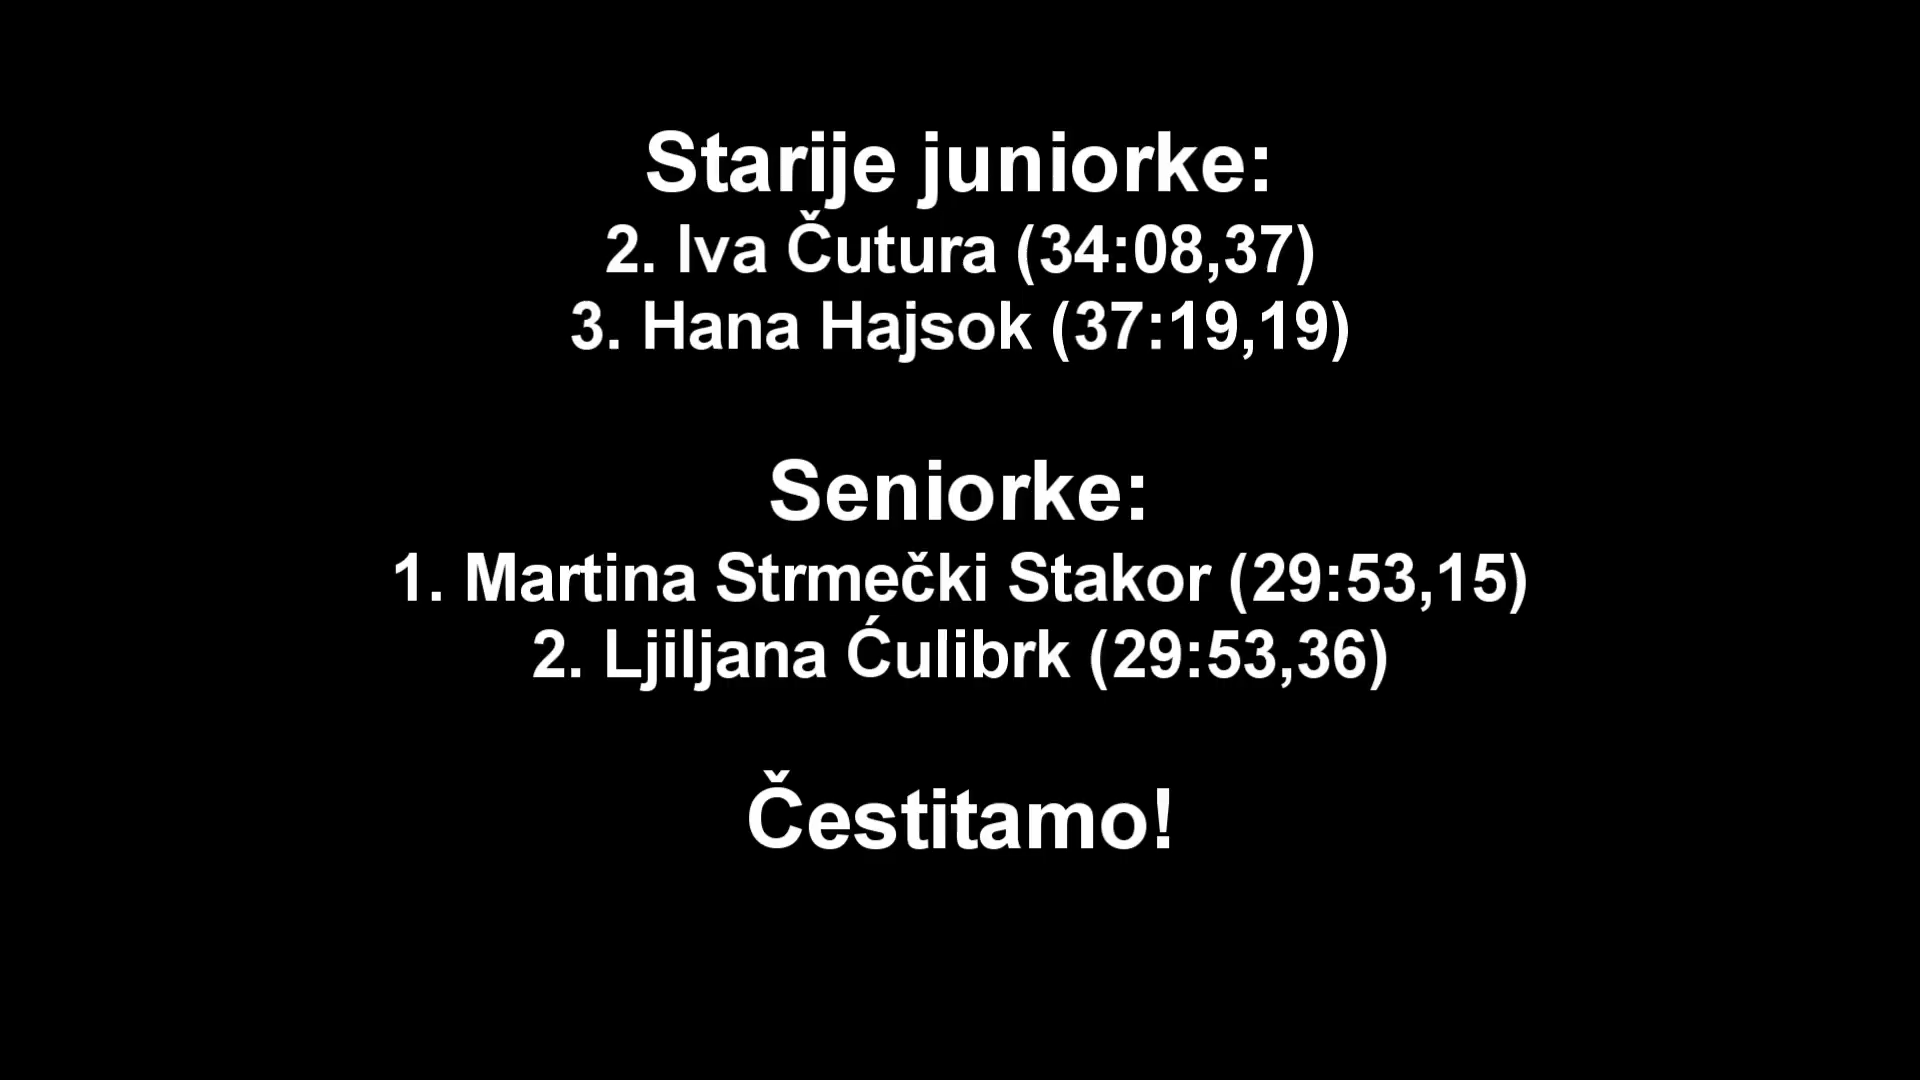 Starije juniorke:
2. Iva Čutura (34:08,37)
3. Hana Hajsok (37:19,19)
Seniorke:
1. Martina Strmečki Stakor (29:53,15)
2. Ljiljana Ćulibrk (29:53,36)
Čestitamo!